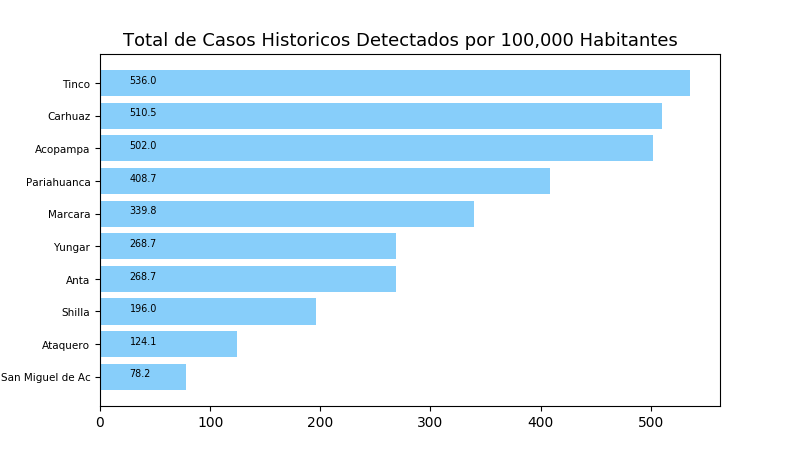 Total de Casos Historicos Detectados por 100,000 Habitantes
Tinco 536.0
Carhuaz 510.5
Acopampa 502.0
Pariahuanca 408.7
Marcara 339.8
Yungar 268.7
Anta 268.7
Shilla 196.0
Ataquero 124.1
San Miguel de Ac 78.2
0 100 200 300 400 500